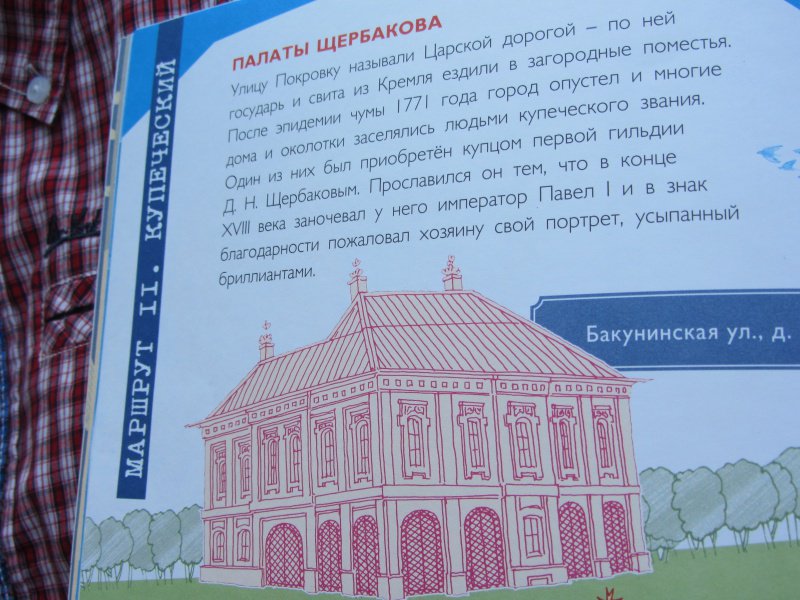 ПАЛАТЫ ЩЕРБАКОВА
Улицу Покровку называли Царской дорогой – по ней
государь и свита из Кремля ездили в загородные поместья.
После эпидемии чумы 1771 года город опустел и многие
дома и околотки заселялись людьми купеческого звания.
Один из них был приобретён купцом первой гильдии
Д. Н. Щербаковым. Прославился он тем, что в конце
XVIII века заночевал у него император Павел I и в знак
благодарности пожаловал хозяину свой портрет, усыпанный
бриллиантами.
МАРШРУТ II. КУПЕЧЕСКИЙ
Бакунинская ул., д.